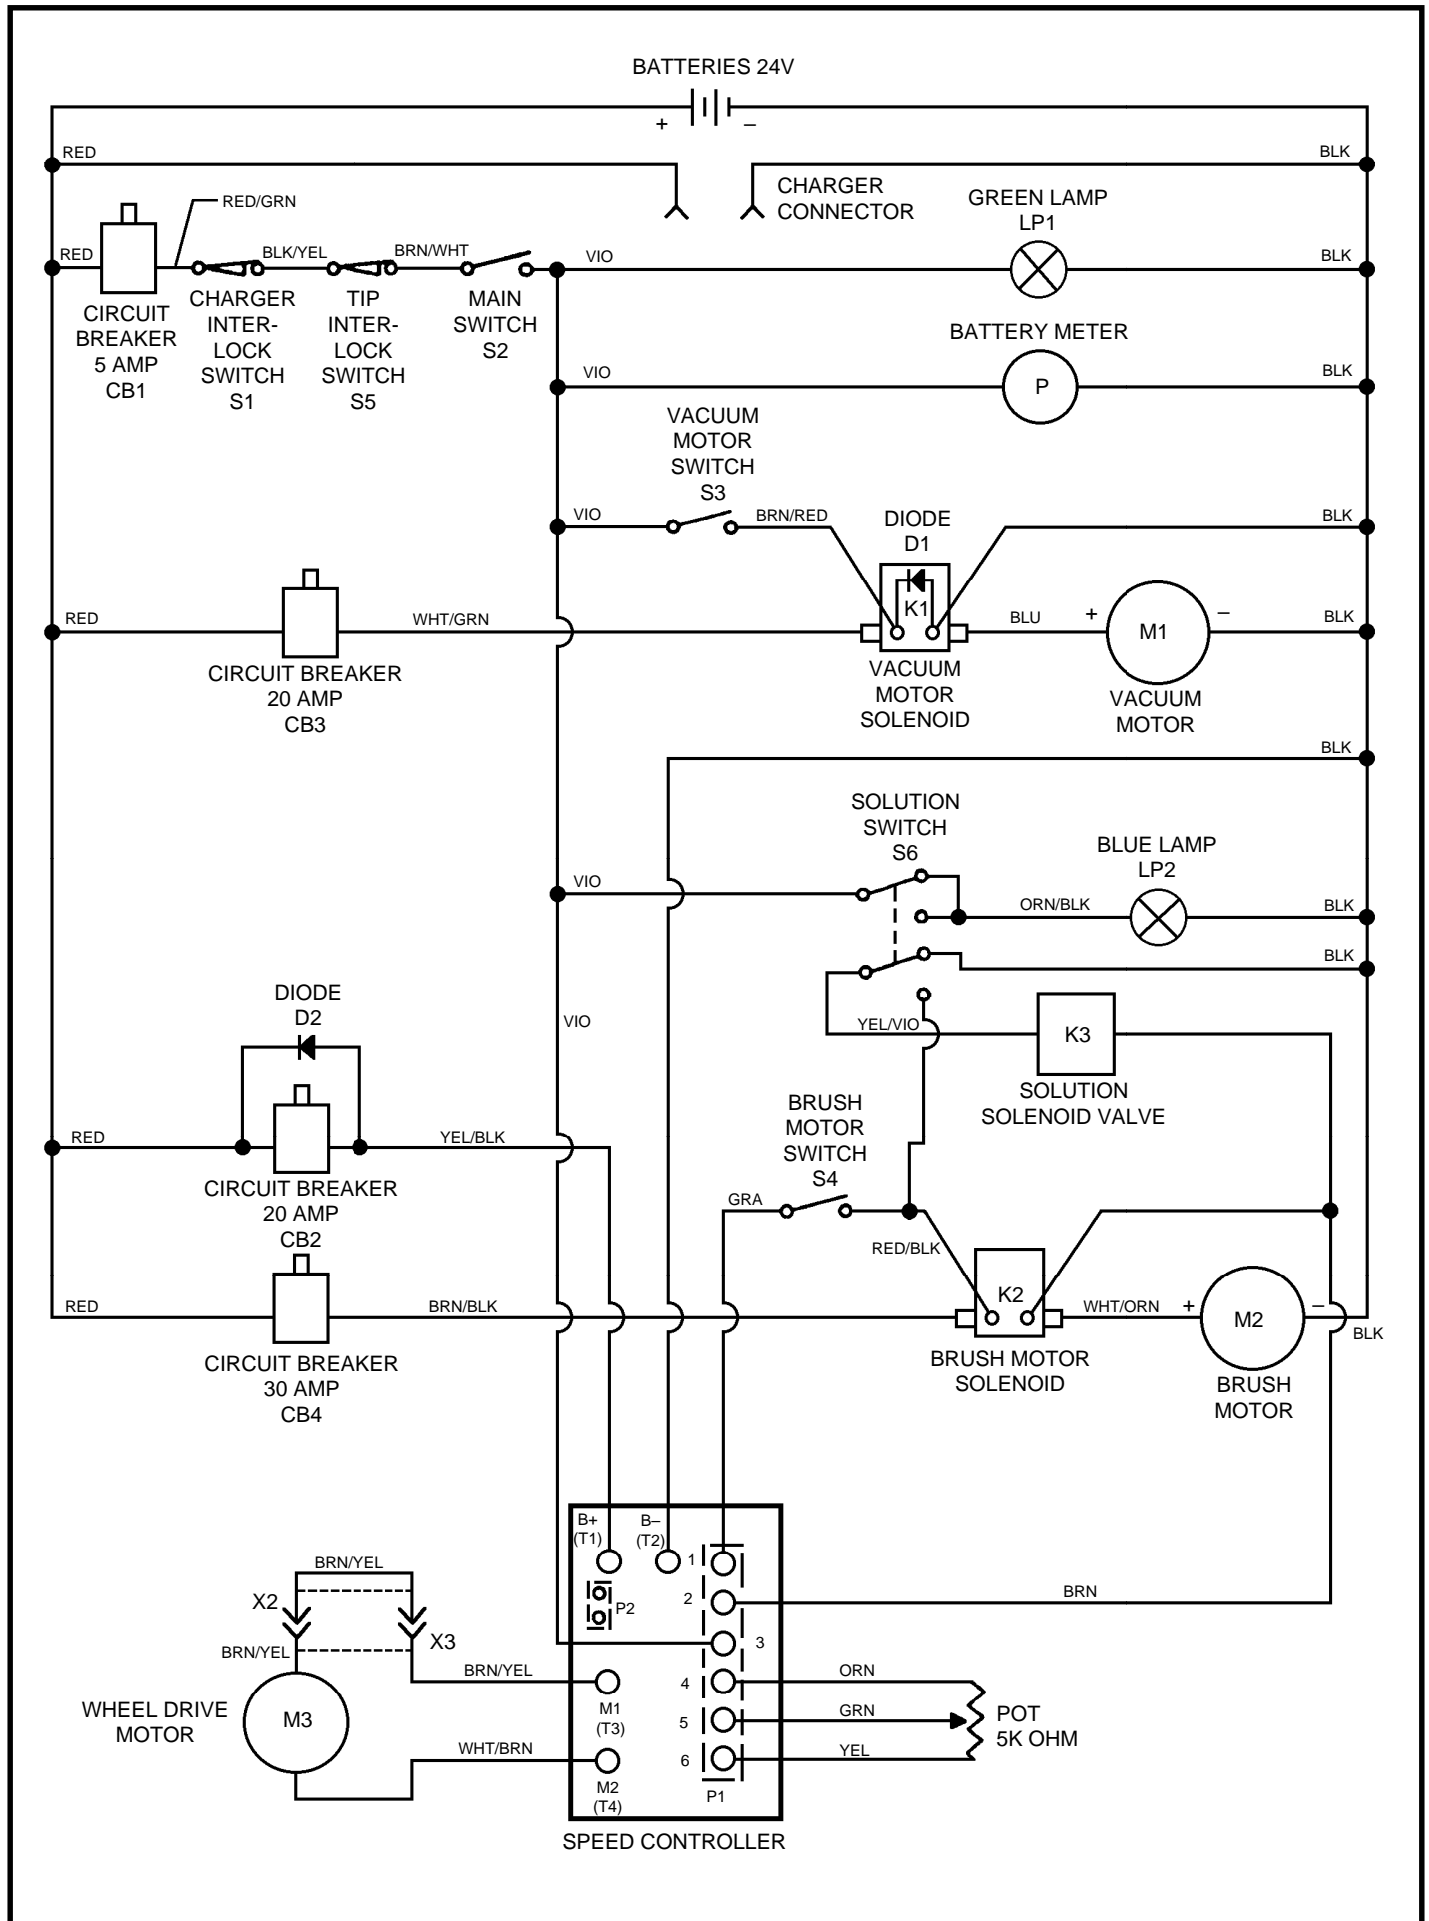 BATTERIES 24V
+
–
RED
BLK
CHARGER
CONNECTOR
GREEN LAMP
LP1
RED/GRN
RED
BLK/YEL
BRN/WHT
VIO
BLK
CIRCUIT
BREAKER
5 AMP
CB1
CHARGER
INTER-
LOCK
SWITCH
S1
TIP
INTER-
LOCK
SWITCH
S5
MAIN
SWITCH
S2
BATTERY METER
VIO
P
BLK
VACUUM
MOTOR
SWITCH
S3
VIO
BRN/RED
DIODE
D1
BLK
K1
RED
WHT/GRN
BLU
+
M1
–
BLK
CIRCUIT BREAKER
20 AMP
CB3
VACUUM
MOTOR
SOLENOID
VACUUM
MOTOR
BLK
SOLUTION
SWITCH
S6
BLUE LAMP
LP2
VIO
ORN/BLK
BLK
BLK
DIODE
D2
VIO
YEL/VIO
K3
SOLUTION
SOLENOID VALVE
BRUSH
MOTOR
SWITCH
S4
RED
YEL/BLK
CIRCUIT BREAKER
20 AMP
CB2
GRA
RED/BLK
K2
RED
BRN/BLK
WHT/ORN
+
M2
–
BLK
CIRCUIT BREAKER
30 AMP
CB4
BRUSH MOTOR
SOLENOID
BRUSH
MOTOR
B+
(T1)
B–
(T2)
1
BRN/YEL
X2
X3
P2
2
BRN
3
BRN/YEL
BRN/YEL
M1
(T3)
4
ORN
WHEEL DRIVE
MOTOR
M3
5
GRN
POT
5K OHM
WHT/BRN
6
YEL
M2
(T4)
P1
SPEED CONTROLLER